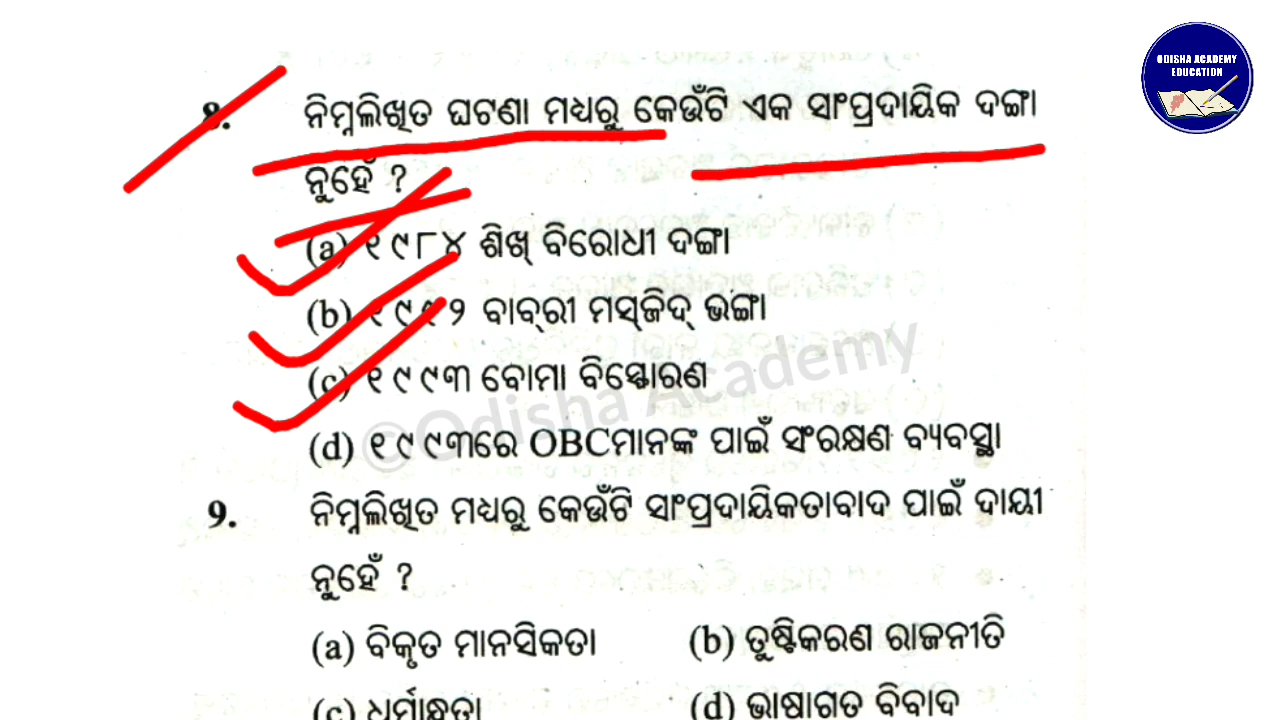 ODISHA ACADEMY
EDUCATION
8. ନିମ୍ନଲିଖିତ ଘଟଣା ମଧ୍ୟରୁ କେଉଁଟି ଏକ ସାଂପ୍ରଦାୟିକ ଦଙ୍ଗା
ନୁହେଁ ?
(a) ୧୯୮୪ ଶିଖ୍ ବିରୋଧୀ ଦଙ୍ଗା
(b) ୧୯୯୨ ବାବ୍‌ରୀ ମସ୍‌ଜିଦ୍ ଭଙ୍ଗା
(c) ୧୯୯୩ ବୋମା ବିସ୍ଫୋରଣ
(d) ୧୯୯୩ରେ OBCମାନଙ୍କ ପାଇଁ ସଂରକ୍ଷଣ ବ୍ୟବସ୍ଥା
©Odisha Academy
9. ନିମ୍ନଲିଖିତ ମଧ୍ୟରୁ କେଉଁଟି ସାଂପ୍ରଦାୟିକତାବାଦ ପାଇଁ ଦାୟୀ
ନୁହେଁ ?
(a) ବିକୃତ ମାନସିକତା (b) ତୁଷ୍ଟିକରଣ ରାଜନୀତି
(c) ଧର୍ମାନ୍ଧତା (d) ଭାଷାଗତ ବିବାଦ